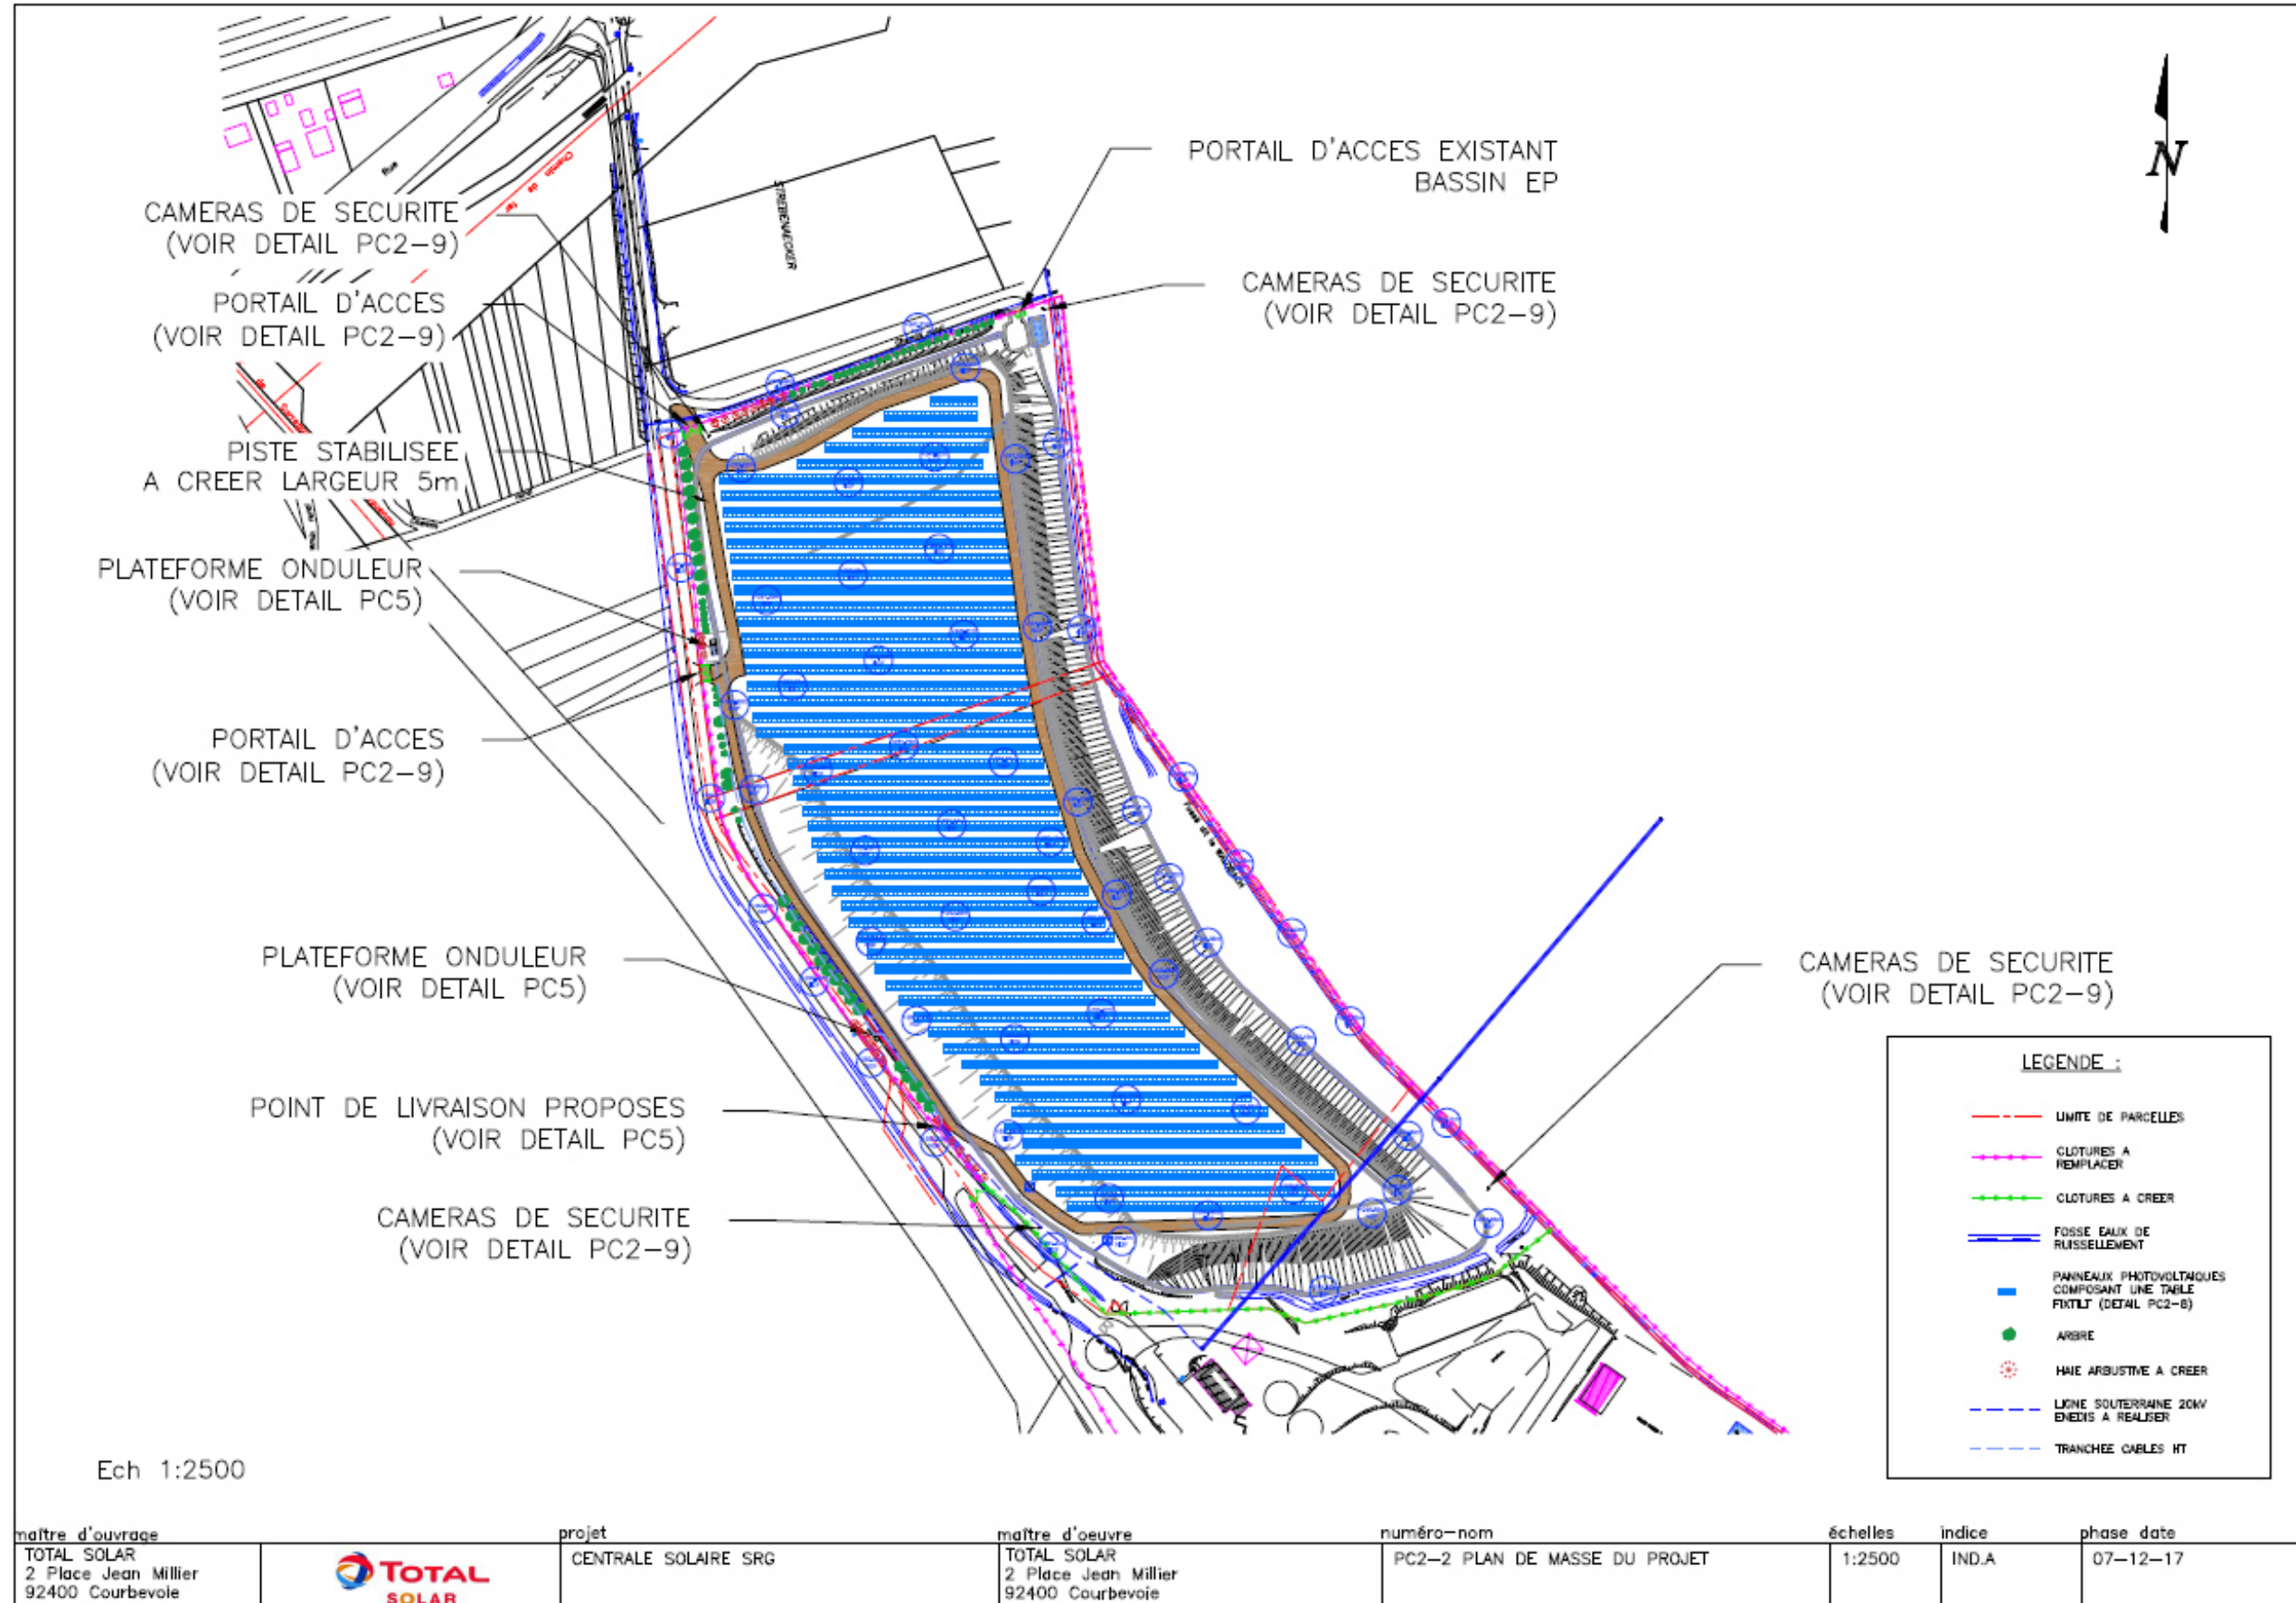 CAMERAS DE SECURITE
(VOIR DETAIL PC2-9)
PORTAIL D'ACCES
(VOIR DETAIL PC2-9)
PISTE STABILISEE
A CREER LARGEUR 5m
PLATEFORME ONDULEUR
(VOIR DETAIL PC5)
PORTAIL D'ACCES
(VOIR DETAIL PC2-9)
PLATEFORME ONDULEUR
(VOIR DETAIL PC5)
POINT DE LIVRAISON PROPOSES
(VOIR DETAIL PC5)
CAMERAS DE SECURITE
(VOIR DETAIL PC2-9)
Rue
Chemin de fer
STREBENAECKER
PORTAIL D'ACCES EXISTANT
BASSIN EP
CAMERAS DE SECURITE
(VOIR DETAIL PC2-9)
N
CAMERAS DE SECURITE
(VOIR DETAIL PC2-9)
LEGENDE :
LIMITE DE PARCELLES
CLOTURES A
REMPLACER
CLOTURES A CREER
FOSSE EAUX DE
RUISSELLEMENT
PANNEAUX PHOTOVOLTAIQUES
COMPOSANT UNE TABLE
FIXTILT (DETAIL PC2-8)
ARBRE
HAIE ARBUSTIVE A CREER
LIGNE SOUTERRAINE 20kV
ENEDIS A REALISER
TRANCHEE CABLES HT
Ech 1:2500
maître d'ouvrage
TOTAL SOLAR
2 Place Jean Millier
92400 Courbevoie
TOTAL
SOLAR
projet
CENTRALE SOLAIRE SRG
maître d'oeuvre
TOTAL SOLAR
2 Place Jean Millier
92400 Courbevoie
numéro-nom
PC2-2 PLAN DE MASSE DU PROJET
échelles
1:2500
indice
IND.A
phase date
07-12-17